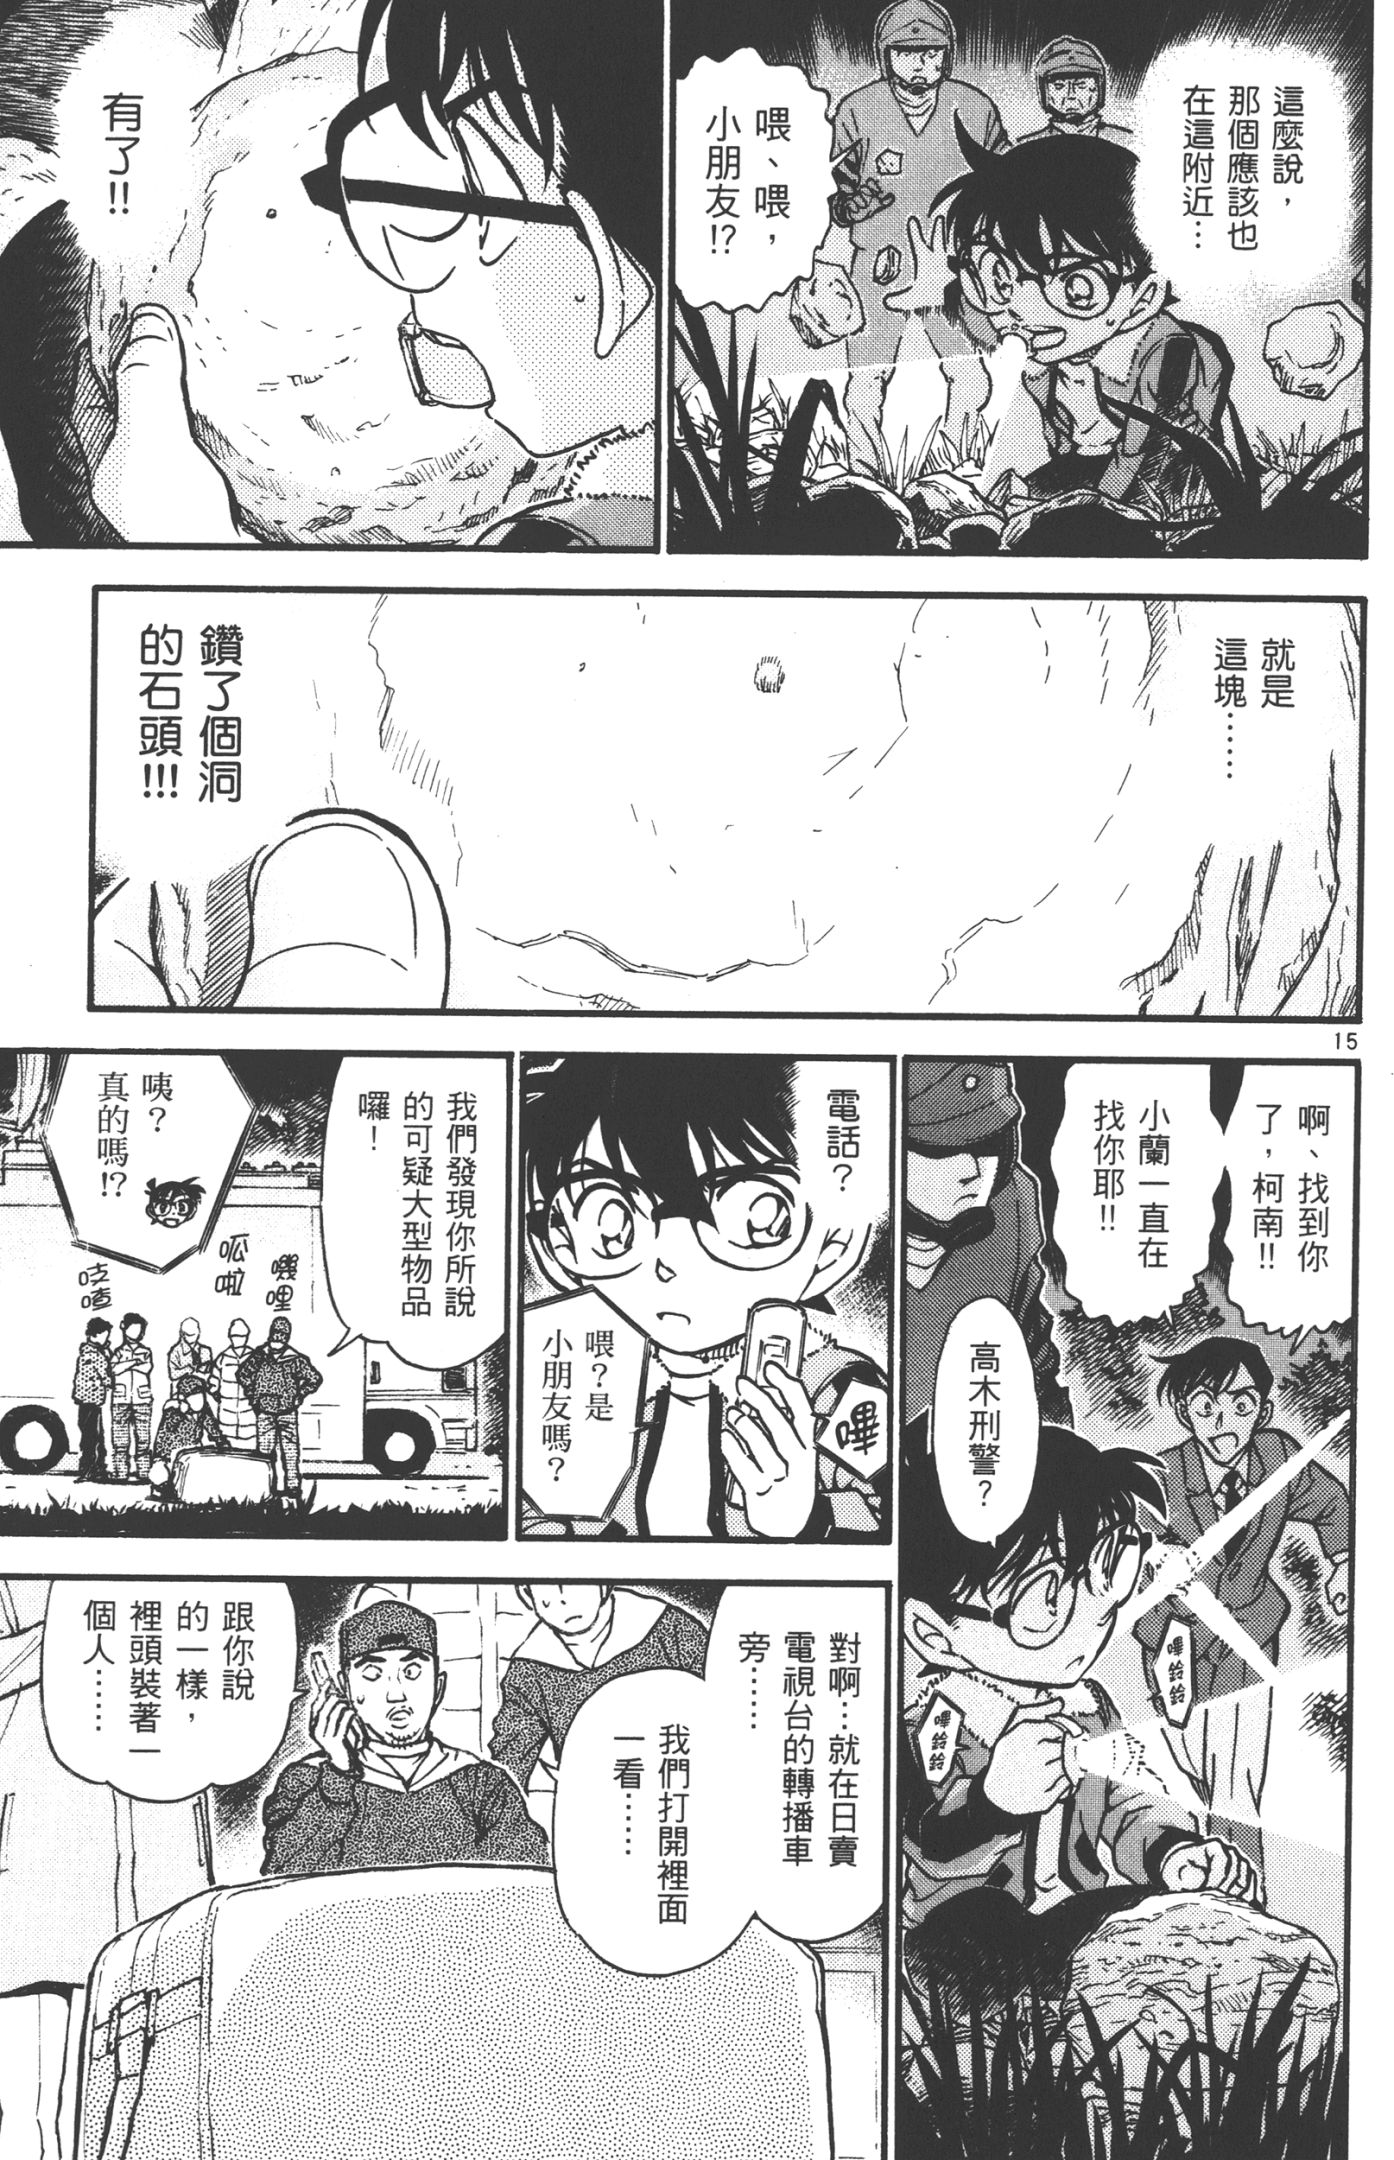 這麼說，
那個應該也
在這附近…
喂、喂，
小朋友!?
有了!!
就是
這塊……
鑽了個洞
的石頭!!!
15
啊、找到你
了，柯南!!
小蘭一直在
找你耶!!
高木刑警？
嗶鈴鈴
嗶鈴鈴
電話？
嗶
喂？是
小朋友嗎？
我們發現你所說
的可疑大型物品
囉！
咦？
真的嗎!?
嘰哩
呱啦
吱喳
對啊…就在日賣
電視台的轉播車
旁……
我們打開裡面
一看……
跟你說
的一樣，
裡頭裝著一
個人……